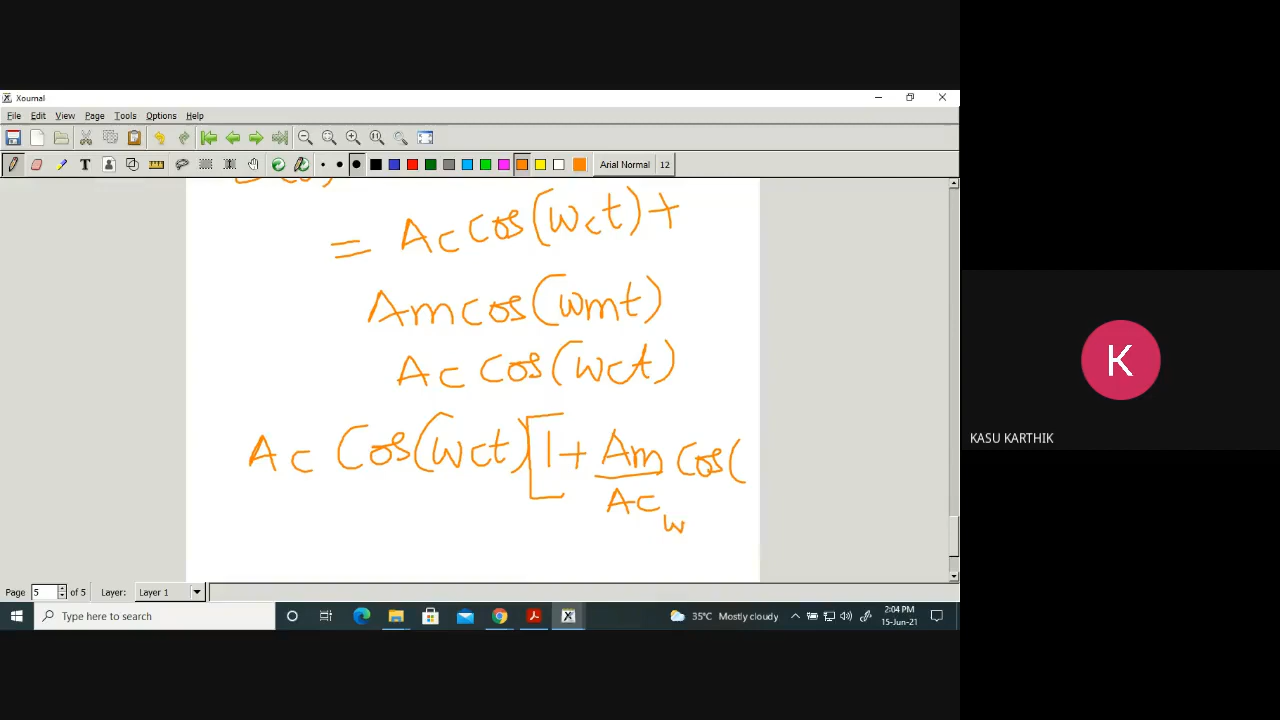 Xournal
File Edit View Page Tools Options Help
Arial Normal 12
= Ac Cos(wct) +
Am cos(wmt)
Ac Cos(wct)
Ac Cos(wct)[1 + Am/Ac Cos(
w
K
KASU KARTHIK
Page 5 of 5 Layer: Layer 1
Type here to search
35°C Mostly cloudy
2:04 PM
15-Jun-21